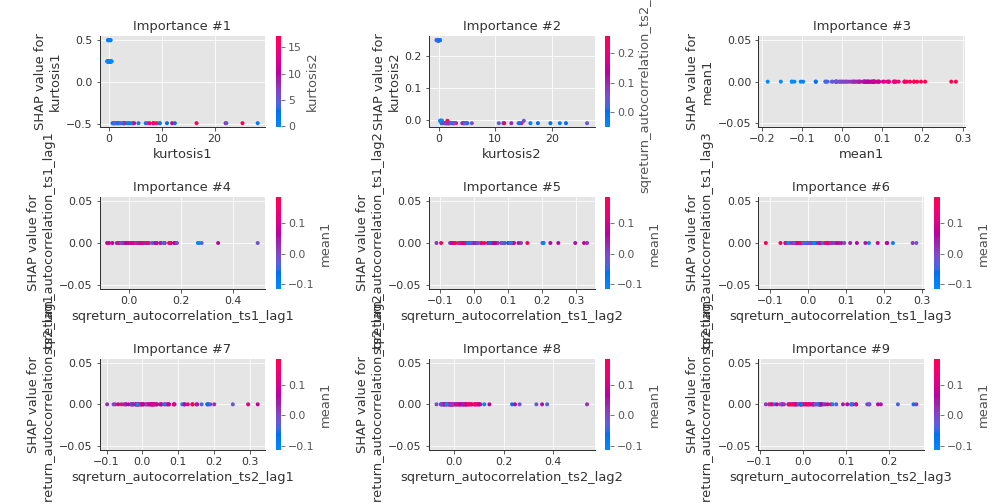 Importance #1
SHAP value for
kurtosis1
0.5
0.0
−0.5
0
10
20
kurtosis1
15
10
5
0
kurtosis2
Importance #2
SHAP value for
kurtosis2
0.2
0.1
0.0
0
10
20
kurtosis2
0.2
0.1
0.0
sqreturn_autocorrelation_ts2_
Importance #3
SHAP value for
mean1
0.05
0.00
−0.05
−0.2
−0.1
0.0
0.1
0.2
0.3
mean1
Importance #4
SHAP value for
sqreturn_autocorrelation_ts1_lag1
0.05
0.00
−0.05
0.0
0.2
0.4
sqreturn_autocorrelation_ts1_lag1
0.1
0.0
−0.1
mean1
Importance #5
SHAP value for
sqreturn_autocorrelation_ts1_lag2
0.05
0.00
−0.05
−0.1
0.0
0.1
0.2
0.3
sqreturn_autocorrelation_ts1_lag2
0.1
0.0
−0.1
mean1
Importance #6
SHAP value for
sqreturn_autocorrelation_ts1_lag3
0.05
0.00
−0.05
−0.1
0.0
0.1
0.2
0.3
sqreturn_autocorrelation_ts1_lag3
0.1
0.0
−0.1
mean1
Importance #7
SHAP value for
sqreturn_autocorrelation_ts2_lag1
0.05
0.00
−0.05
−0.1
0.0
0.1
0.2
0.3
sqreturn_autocorrelation_ts2_lag1
0.1
0.0
−0.1
mean1
Importance #8
SHAP value for
sqreturn_autocorrelation_ts2_lag2
0.05
0.00
−0.05
0.0
0.2
0.4
sqreturn_autocorrelation_ts2_lag2
0.1
0.0
−0.1
mean1
Importance #9
SHAP value for
sqreturn_autocorrelation_ts2_lag3
0.05
0.00
−0.05
−0.1
0.0
0.1
0.2
sqreturn_autocorrelation_ts2_lag3
0.1
0.0
−0.1
mean1